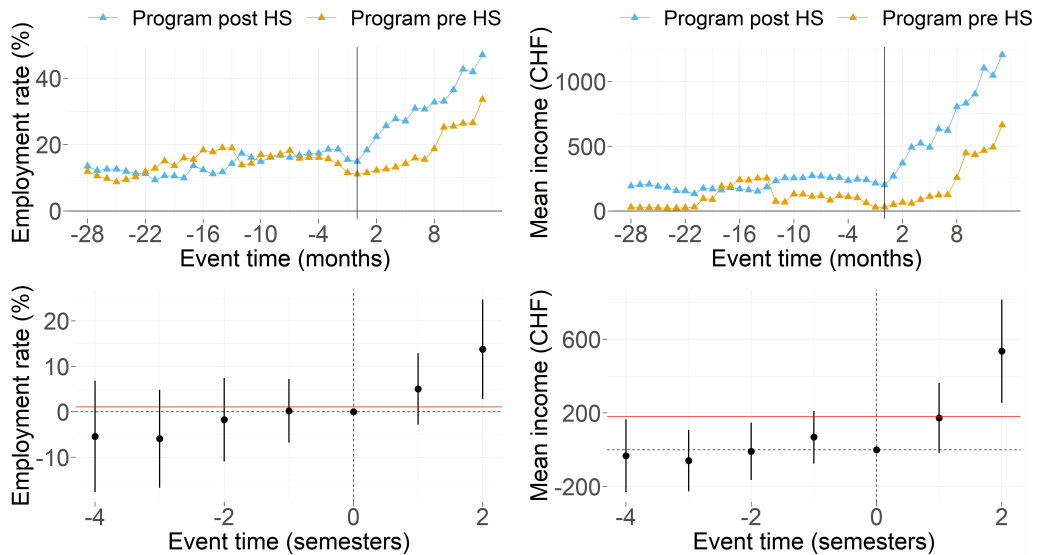 Program post HS Program pre HS
Employment rate (%)
40
20
0
-28 -22 -16 -10 -4 2 8
Event time (months)
Program post HS Program pre HS
Mean income (CHF)
1000
500
0
-28 -22 -16 -10 -4 2 8
Event time (months)
Employment rate (%)
20
10
0
-10
-4 -2 0 2
Event time (semesters)
Mean income (CHF)
600
200
-200
-4 -2 0 2
Event time (semesters)